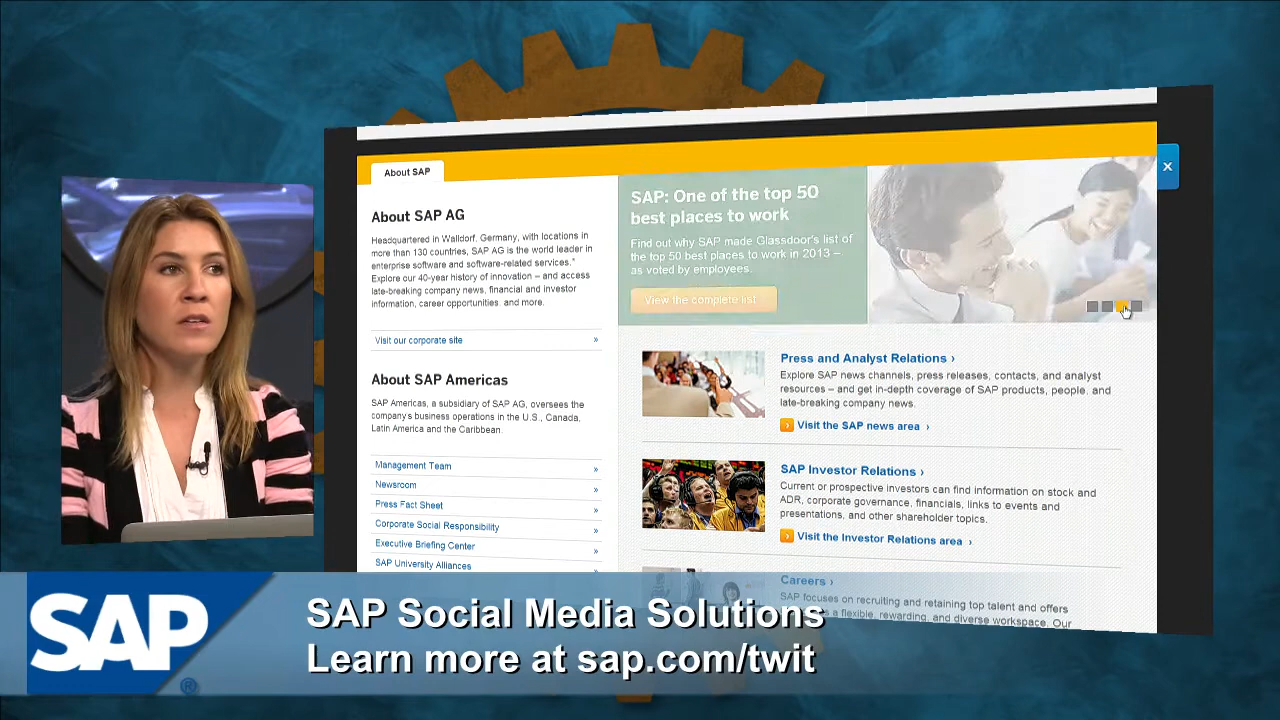 About SAP
About SAP AG
Headquartered in Walldorf, Germany, with locations in
more than 130 countries, SAP AG is the world leader in
enterprise software and software-related services.*
Explore our 40-year history of innovation – and access
late-breaking company news, financial and investor
information, career opportunities, and more.
Visit our corporate site »
About SAP Americas
SAP Americas, a subsidiary of SAP AG, oversees the
company's business operations in the U.S., Canada,
Latin America and the Caribbean.
Management Team »
Newsroom »
Press Fact Sheet »
Corporate Social Responsibility »
Executive Briefing Center »
SAP University Alliances »
SAP: One of the top 50
best places to work
Find out why SAP made Glassdoor's list of
the top 50 best places to work in 2013 –
as voted by employees.
View the complete list
x
Press and Analyst Relations ›
Explore SAP news channels, press releases, contacts, and analyst
resources – and get in-depth coverage of SAP products, people, and
late-breaking company news.
› Visit the SAP news area ›
SAP Investor Relations ›
Current or prospective investors can find information on stock and
ADR, corporate governance, financials, links to events and
presentations, and other shareholder topics.
› Visit the Investor Relations area ›
Careers ›
SAP focuses on recruiting and retaining top talent and offers
a flexible, rewarding, and diverse workspace. Our
SAP ®
SAP Social Media Solutions
Learn more at sap.com/twit